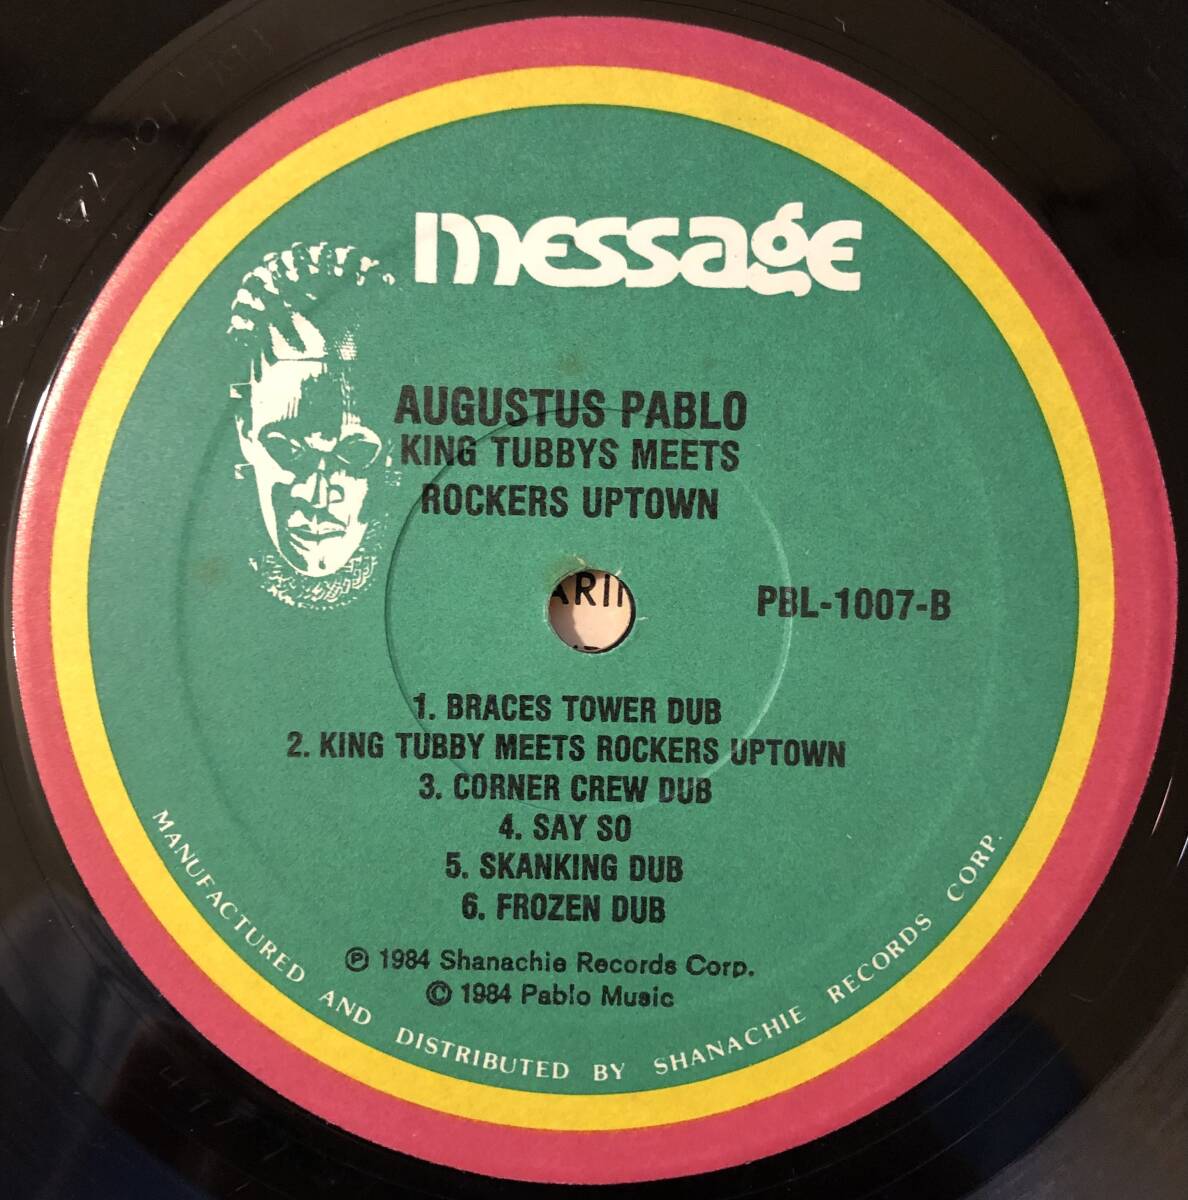 message
AUGUSTUS PABLO
KING TUBBYS MEETS
ROCKERS UPTOWN
PBL-1007-B
1. BRACES TOWER DUB
2. KING TUBBY MEETS ROCKERS UPTOWN
3. CORNER CREW DUB
4. SAY SO
5. SKANKING DUB
6. FROZEN DUB
℗ 1984 Shanachie Records Corp.
© 1984 Pablo Music
MANUFACTURED AND DISTRIBUTED BY SHANACHIE RECORDS CORP.